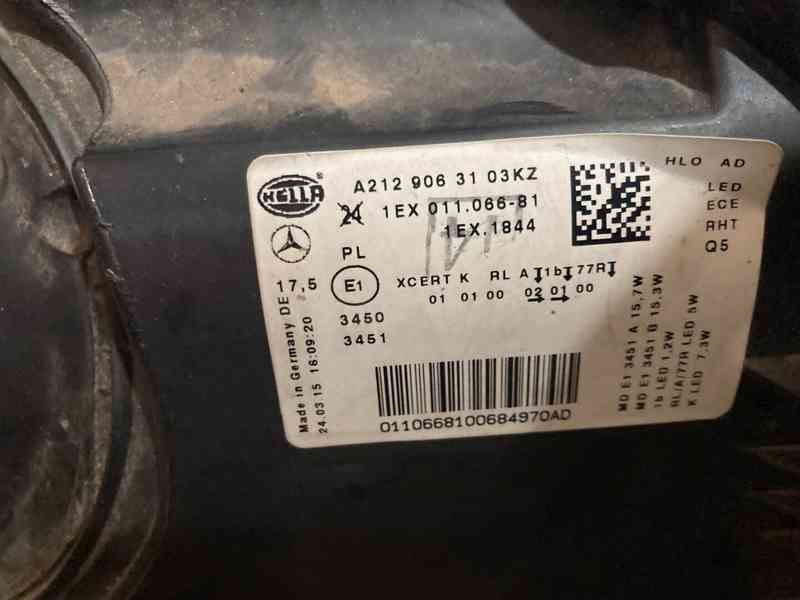 HELLA
A212 906 31 03KZ
HLO AD
24 1EX 011.066-81
LED
1EX.1844
ECE
PL
RHT
Q5
17,5 E1 XCERT K RL A 1b 77R
01 01 00 02 01 00
3450
3451
Made in Germany DE
24.03.15 16:09:20
MD E1 3451 A 15,7W
MD E1 3451 B 15,3W
1b LED 1,2W
RL/A/77R LED 5W
K LED 7,3W
0110668100684970AD